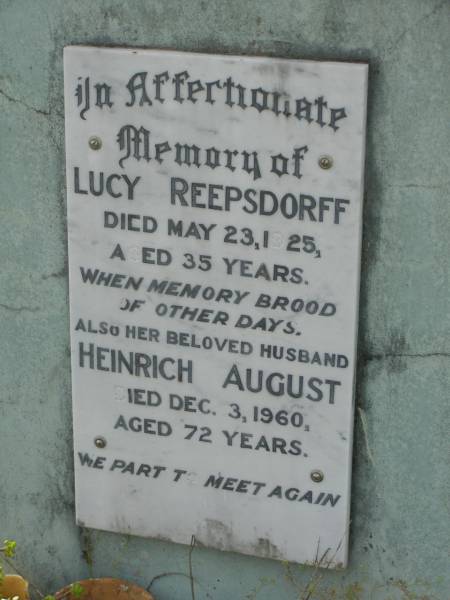 In Affectionate
Memory of
LUCY REEPSDORFF
DIED MAY 23, 1925,
AGED 35 YEARS.
WHEN MEMORY BROOD
OF OTHER DAYS.
ALSO HER BELOVED HUSBAND
HEINRICH AUGUST
DIED DEC. 3, 1960,
AGED 72 YEARS.
WE PART TO MEET AGAIN